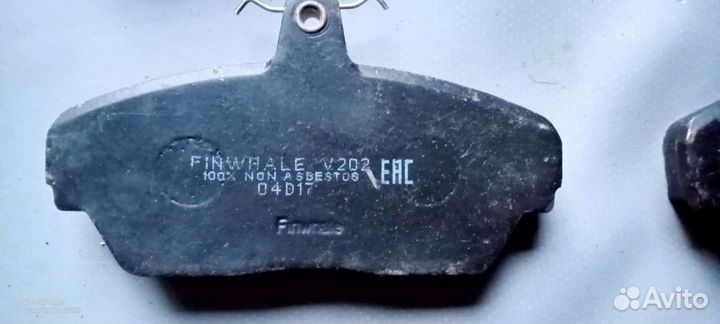 FINWHALE V202
100% NON ASBESTOS EAC
04D17
Finwhale
Avito